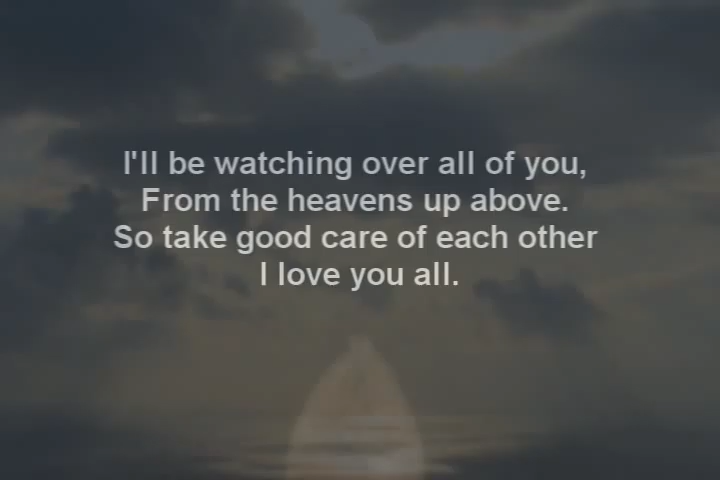 I'll be watching over all of you,
From the heavens up above.
So take good care of each other
I love you all.